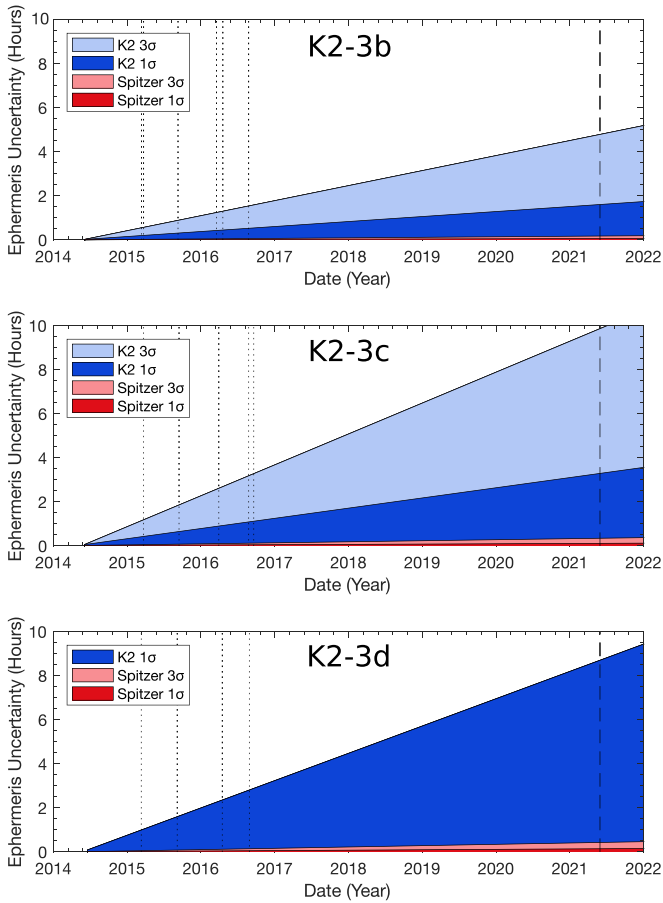 K2-3b
Ephermeris Uncertainty (Hours)
10
8
6
4
2
0
K2 3σ
K2 1σ
Spitzer 3σ
Spitzer 1σ
2014 2015 2016 2017 2018 2019 2020 2021 2022
Date (Year)
K2-3c
Ephermeris Uncertainty (Hours)
10
8
6
4
2
0
K2 3σ
K2 1σ
Spitzer 3σ
Spitzer 1σ
2014 2015 2016 2017 2018 2019 2020 2021 2022
Date (Year)
K2-3d
Ephermeris Uncertainty (Hours)
10
8
6
4
2
0
K2 1σ
Spitzer 3σ
Spitzer 1σ
2014 2015 2016 2017 2018 2019 2020 2021 2022
Date (Year)